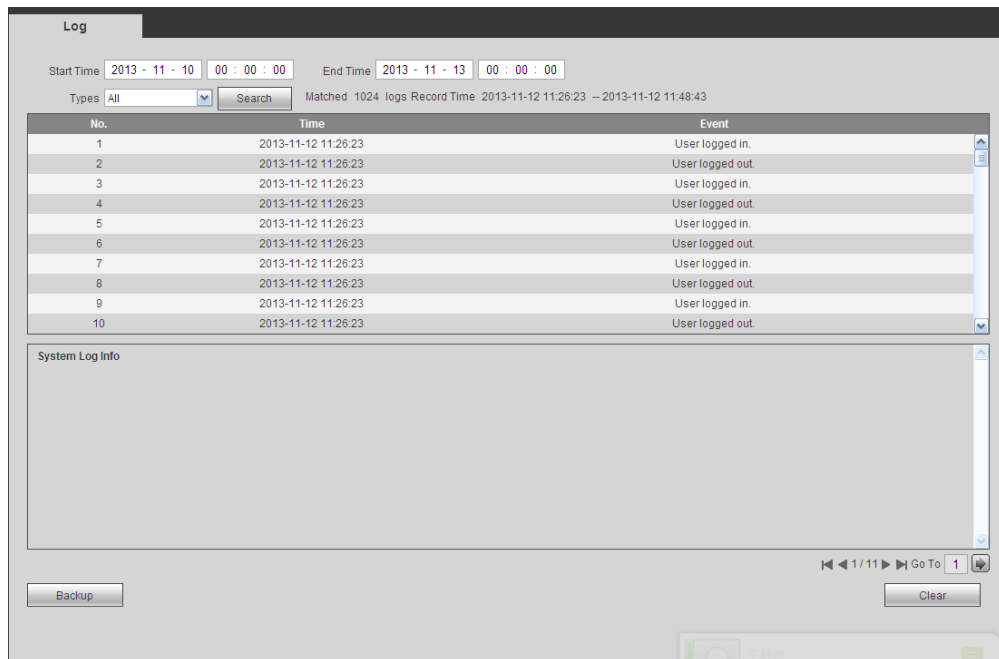 Log
Start Time 2013 - 11 - 10 00 : 00 : 00 End Time 2013 - 11 - 13 00 : 00 : 00
Types All Search Matched 1024 logs Record Time 2013-11-12 11:26:23 -- 2013-11-12 11:48:43
No. Time Event
1 2013-11-12 11:26:23 User logged in.
2 2013-11-12 11:26:23 User logged out.
3 2013-11-12 11:26:23 User logged in.
4 2013-11-12 11:26:23 User logged out.
5 2013-11-12 11:26:23 User logged in.
6 2013-11-12 11:26:23 User logged out.
7 2013-11-12 11:26:23 User logged in.
8 2013-11-12 11:26:23 User logged out.
9 2013-11-12 11:26:23 User logged in.
10 2013-11-12 11:26:23 User logged out.
System Log Info
1 / 11 Go To 1
Backup Clear